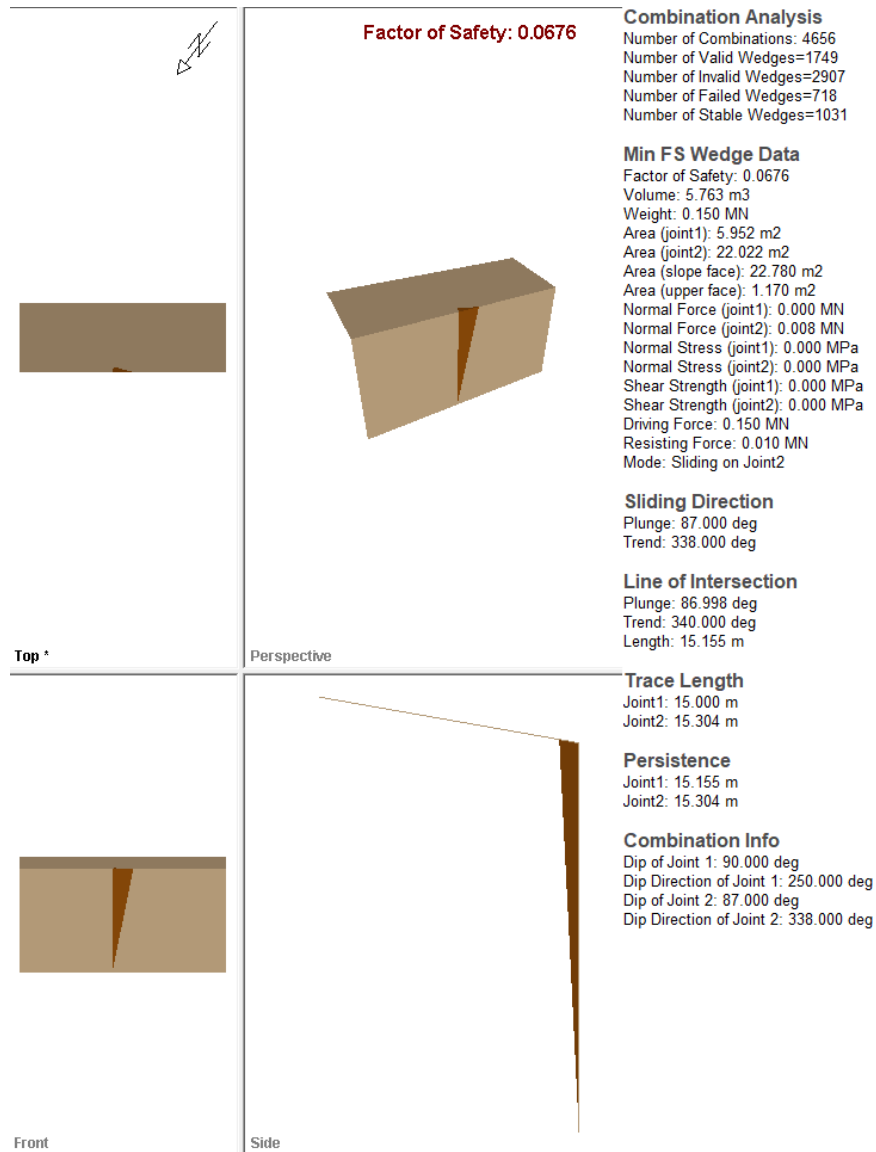 Factor of Safety: 0.0676
N
Top *
Perspective
Front
Side
Combination Analysis
Number of Combinations: 4656
Number of Valid Wedges=1749
Number of Invalid Wedges=2907
Number of Failed Wedges=718
Number of Stable Wedges=1031
Min FS Wedge Data
Factor of Safety: 0.0676
Volume: 5.763 m3
Weight: 0.150 MN
Area (joint1): 5.952 m2
Area (joint2): 22.022 m2
Area (slope face): 22.780 m2
Area (upper face): 1.170 m2
Normal Force (joint1): 0.000 MN
Normal Force (joint2): 0.008 MN
Normal Stress (joint1): 0.000 MPa
Normal Stress (joint2): 0.000 MPa
Shear Strength (joint1): 0.000 MPa
Shear Strength (joint2): 0.000 MPa
Driving Force: 0.150 MN
Resisting Force: 0.010 MN
Mode: Sliding on Joint2
Sliding Direction
Plunge: 87.000 deg
Trend: 338.000 deg
Line of Intersection
Plunge: 86.998 deg
Trend: 340.000 deg
Length: 15.155 m
Trace Length
Joint1: 15.000 m
Joint2: 15.304 m
Persistence
Joint1: 15.155 m
Joint2: 15.304 m
Combination Info
Dip of Joint 1: 90.000 deg
Dip Direction of Joint 1: 250.000 deg
Dip of Joint 2: 87.000 deg
Dip Direction of Joint 2: 338.000 deg